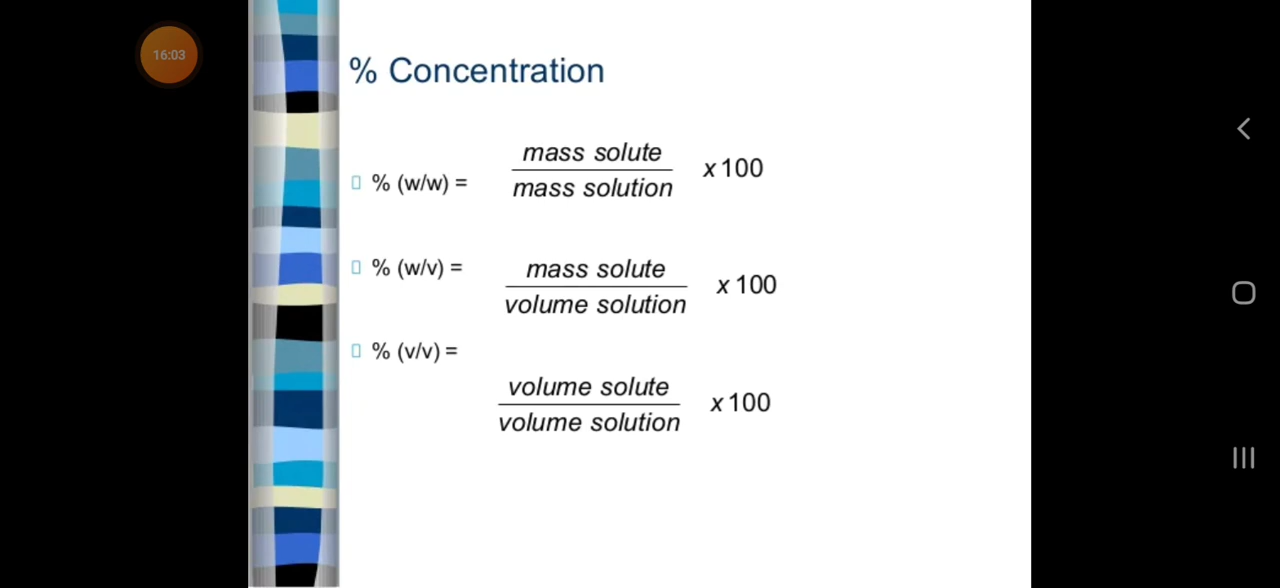 16:03
% Concentration
% (w/w) = mass solute / mass solution x 100
% (w/v) = mass solute / volume solution x 100
% (v/v) = volume solute / volume solution x 100